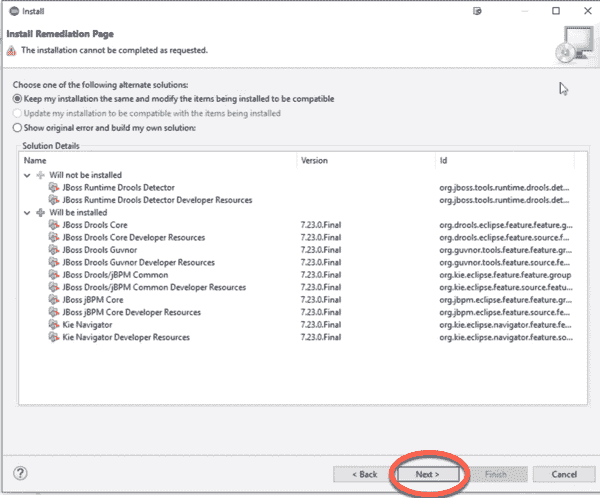 Install
Install Remediation Page
The installation cannot be completed as requested.
Choose one of the following alternate solutions:
Keep my installation the same and modify the items being installed to be compatible
Update my installation to be compatible with the items being installed
Show original error and build my own solution:
Solution Details
Name Version Id
Will not be installed
JBoss Runtime Drools Detector org.jboss.tools.runtime.drools.det...
JBoss Runtime Drools Detector Developer Resources org.jboss.tools.runtime.drools.det...
Will be installed
JBoss Drools Core 7.23.0.Final org.drools.eclipse.feature.feature.g...
JBoss Drools Core Developer Resources 7.23.0.Final org.drools.eclipse.feature.source.f...
JBoss Drools Guvnor 7.23.0.Final org.guvnor.tools.feature.feature.gr...
JBoss Drools Guvnor Developer Resources 7.23.0.Final org.guvnor.tools.feature.source.fe...
JBoss Drools/jBPM Common 7.23.0.Final org.kie.eclipse.feature.feature.group
JBoss Drools/jBPM Common Developer Resources 7.23.0.Final org.kie.eclipse.feature.source.featu...
JBoss jBPM Core 7.23.0.Final org.jbpm.eclipse.feature.feature.gr...
JBoss jBPM Core Developer Resources 7.23.0.Final org.jbpm.eclipse.feature.source.fe...
Kie Navigator 7.23.0.Final org.kie.eclipse.navigator.feature.fe...
Kie Navigator Developer Resources 7.23.0.Final org.kie.eclipse.navigator.feature.so...
? < Back Next > Finish Cancel